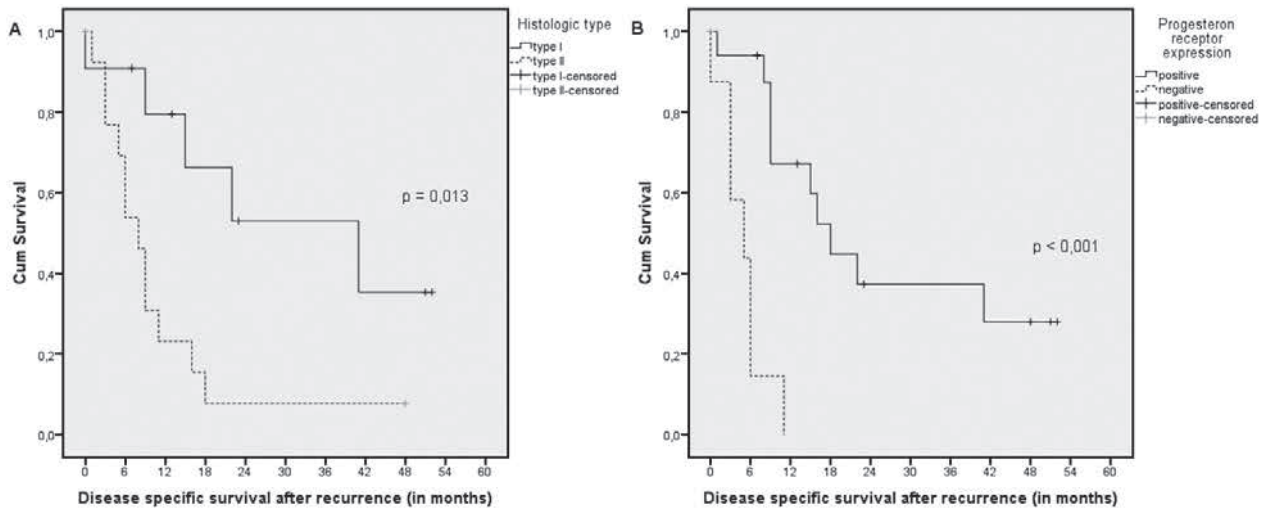 A
Histologic type
type I
type II
type I-censored
type II-censored
p = 0,013
Cum Survival
1,0
0,8
0,6
0,4
0,2
0,0
0 6 12 18 24 30 36 42 48 54 60
Disease specific survival after recurrence (in months)
B
Progesteron
receptor
expression
positive
negative
positive-censored
negative-censored
p < 0,001
Cum Survival
1,0
0,8
0,6
0,4
0,2
0,0
0 6 12 18 24 30 36 42 48 54 60
Disease specific survival after recurrence (in months)